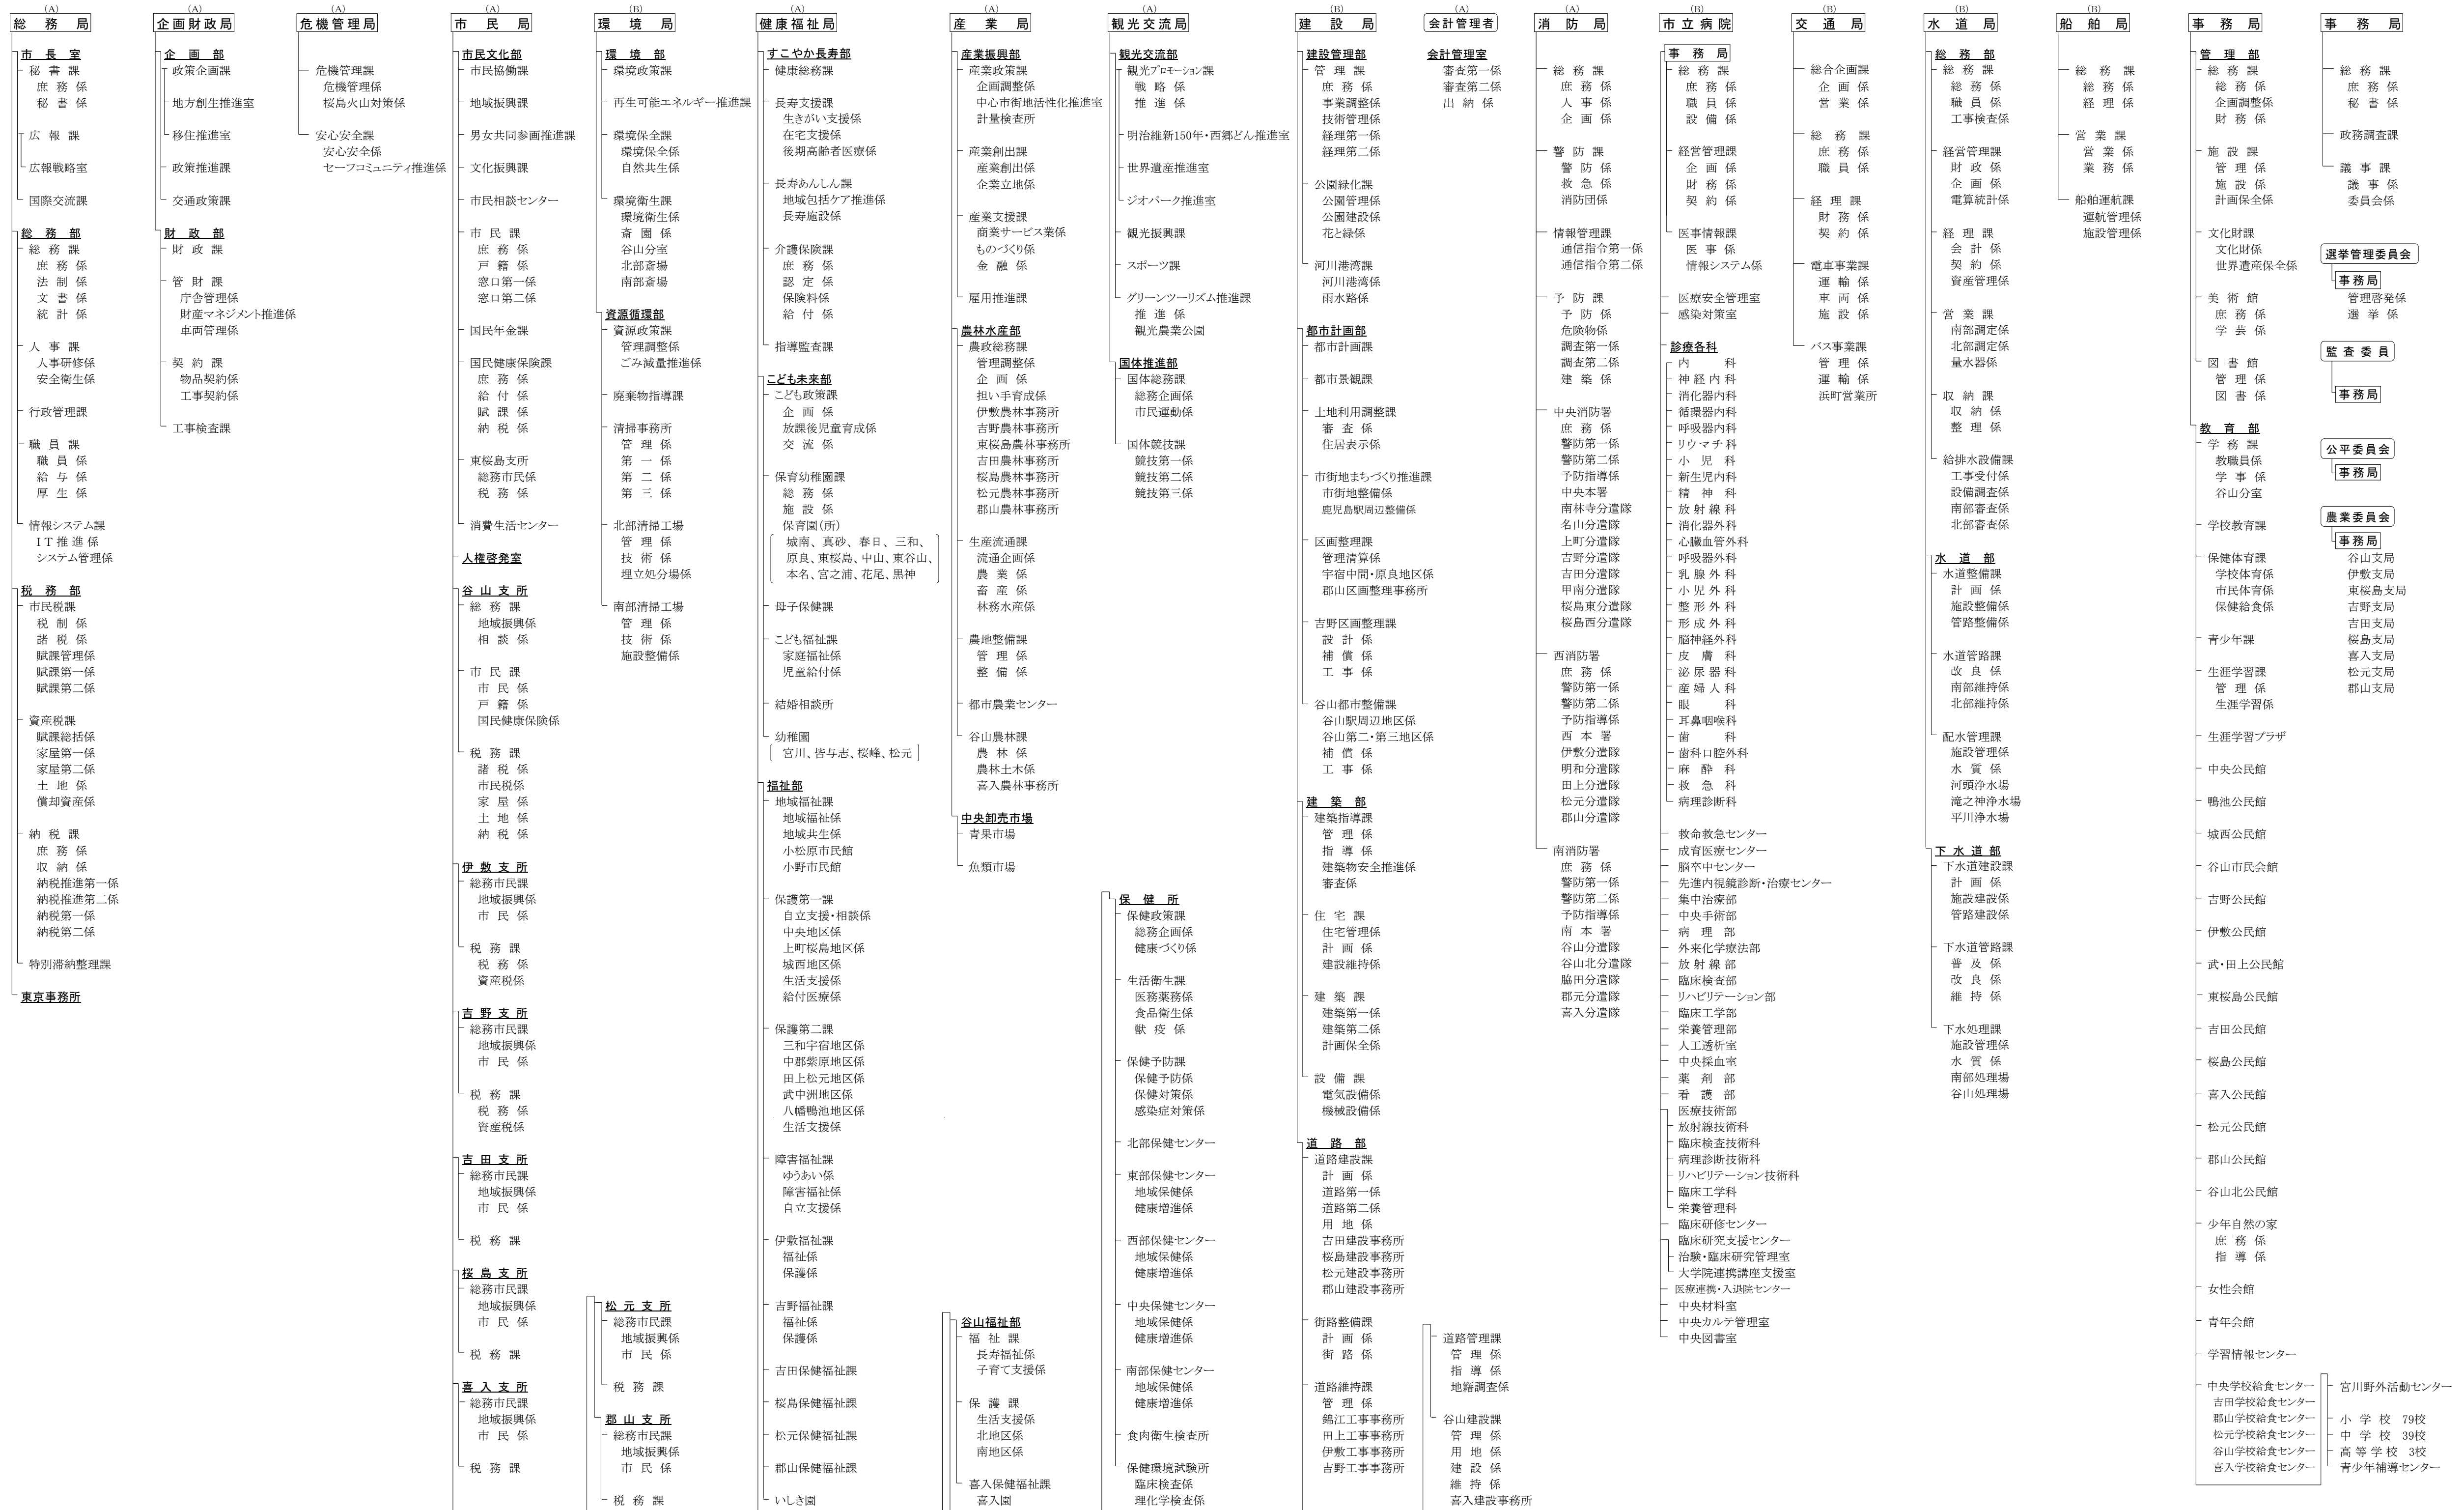 (A)
総務局
市長室
秘書課
庶務係
秘書係
広報課
広報戦略室
国際交流課
総務部
総務課
庶務係
法制係
文書係
統計係
人事課
人事研修係
安全衛生係
行政管理課
職員課
職員係
給与係
厚生係
情報システム課
IT推進係
システム管理係
税務部
市民税課
税制係
諸税係
賦課管理係
賦課第一係
賦課第二係
資産税課
賦課総括係
家屋第一係
家屋第二係
土地係
償却資産係
納税課
庶務係
収納係
納税推進第一係
納税推進第二係
納税第一係
納税第二係
特別滞納整理課
東京事務所
(A)
企画財政局
企画部
政策企画課
地方創生推進室
移住推進室
政策推進課
交通政策課
財政部
財政課
管財課
庁舎管理係
財産マネジメント推進係
車両管理係
契約課
物品契約係
工事契約係
工事検査課
(A)
危機管理局
危機管理課
危機管理係
桜島火山対策係
安心安全課
安心安全係
セーフコミュニティ推進係
(A)
市民局
市民文化部
市民協働課
地域振興課
男女共同参画推進課
文化振興課
市民相談センター
市民課
庶務係
戸籍係
窓口第一係
窓口第二係
国民年金課
国民健康保険課
庶務係
給付係
賦課係
納税係
東桜島支所
総務市民係
税務係
消費生活センター
人権啓発室
谷山支所
総務課
地域振興係
相談係
市民課
市民係
戸籍係
国民健康保険係
税務課
諸税係
市民税係
家屋係
土地係
納税係
伊敷支所
総務市民課
地域振興係
市民係
税務課
税務係
資産税係
吉野支所
総務市民課
地域振興係
市民係
税務課
税務係
資産税係
吉田支所
総務市民課
地域振興係
市民係
税務課
桜島支所
総務市民課
地域振興係
市民係
税務課
喜入支所
総務市民課
地域振興係
市民係
税務課
(B)
環境局
環境部
環境政策課
再生可能エネルギー推進課
環境保全課
環境保全係
自然共生係
環境衛生課
環境衛生係
斎園係
谷山分室
北部斎場
南部斎場
資源循環部
資源政策課
管理調整係
ごみ減量推進係
廃棄物指導課
清掃事務所
管理係
第一係
第二係
第三係
北部清掃工場
管理係
技術係
埋立処分場係
南部清掃工場
管理係
技術係
施設整備係
松元支所
総務市民課
地域振興係
市民係
税務課
郡山支所
総務市民課
地域振興係
市民係
税務課
(A)
健康福祉局
すこやか長寿部
健康総務課
長寿支援課
生きがい支援係
在宅支援係
後期高齢者医療係
長寿あんしん課
地域包括ケア推進係
長寿施設係
介護保険課
庶務係
認定係
保険料係
給付係
指導監査課
こども未来部
こども政策課
企画係
放課後児童育成係
交流係
保育幼稚園課
総務係
施設係
保育園(所)
城南、真砂、春日、三和、
原良、東桜島、中山、東谷山、
本名、宮之浦、花尾、黒神
母子保健課
こども福祉課
家庭福祉係
児童給付係
結婚相談所
幼稚園
宮川、皆与志、桜峰、松元
福祉部
地域福祉課
地域福祉係
地域共生係
小松原市民館
小野市民館
保護第一課
自立支援・相談係
中央地区係
上町桜島地区係
城西地区係
生活支援係
給付医療係
保護第二課
三和宇宿地区係
中郡紫原地区係
田上松元地区係
武中洲地区係
八幡鴨池地区係
生活支援係
障害福祉課
ゆうあい係
障害福祉係
自立支援係
伊敷福祉課
福祉係
保護係
吉野福祉課
福祉係
保護係
吉田保健福祉課
桜島保健福祉課
松元保健福祉課
郡山保健福祉課
いしき園
(A)
産業局
産業振興部
産業政策課
企画調整係
中心市街地活性化推進室
計量検査所
産業創出課
産業創出係
企業立地係
産業支援課
商業サービス業係
ものづくり係
金融係
雇用推進課
農林水産部
農政総務課
管理調整係
企画係
担い手育成係
伊敷農林事務所
吉野農林事務所
東桜島農林事務所
吉田農林事務所
桜島農林事務所
松元農林事務所
郡山農林事務所
生産流通課
流通企画係
農業係
畜産係
林務水産係
農地整備課
管理係
整備係
都市農業センター
谷山農林課
農林係
農林土木係
喜入農林事務所
中央卸売市場
青果市場
魚類市場
谷山福祉部
福祉課
長寿福祉係
子育て支援係
保護課
生活支援係
北地区係
南地区係
喜入保健福祉課
喜入園
(A)
観光交流局
観光交流部
観光プロモーション課
戦略係
推進係
明治維新150年・西郷どん推進室
世界遺産推進室
ジオパーク推進室
観光振興課
スポーツ課
グリーンツーリズム推進課
推進係
観光農業公園
国体推進部
国体総務課
総務企画係
市民運動係
国体競技課
競技第一係
競技第二係
競技第三係
保健所
保健政策課
総務企画係
健康づくり係
生活衛生課
医務薬務係
食品衛生係
獣疫係
保健予防課
保健予防係
保健対策係
感染症対策係
北部保健センター
東部保健センター
地域保健係
健康増進係
西部保健センター
地域保健係
健康増進係
中央保健センター
地域保健係
健康増進係
南部保健センター
地域保健係
健康増進係
食肉衛生検査所
保健環境試験所
臨床検査係
理化学検査係
(B)
建設局
建設管理部
管理課
庶務係
事業調整係
技術管理係
経理第一係
経理第二係
公園緑化課
公園管理係
公園建設係
花と緑係
河川港湾課
河川港湾係
雨水路係
都市計画部
都市計画課
都市景観課
土地利用調整課
審査係
住居表示係
市街地まちづくり推進課
市街地整備係
鹿児島駅周辺整備係
区画整理課
管理清算係
宇宿中間・原良地区係
郡山区画整理事務所
吉野区画整理課
設計係
補償係
工事係
谷山都市整備課
谷山駅周辺地区係
谷山第二・第三地区係
補償係
工事係
建築部
建築指導課
管理係
指導係
建築物安全推進係
審査係
住宅課
住宅管理係
計画係
建設維持係
建築課
建築第一係
建築第二係
計画保全係
設備課
電気設備係
機械設備係
道路部
道路建設課
計画係
道路第一係
道路第二係
用地係
吉田建設事務所
桜島建設事務所
松元建設事務所
郡山建設事務所
街路整備課
計画係
街路係
道路維持課
管理係
錦江工事事務所
田上工事事務所
伊敷工事事務所
吉野工事事務所
(A)
会計管理者
会計管理室
審査第一係
審査第二係
出納係
道路管理課
管理係
指導係
地籍調査係
谷山建設課
管理係
用地係
建設係
維持係
喜入建設事務所
(A)
消防局
総務課
庶務係
人事係
企画係
警防課
警防係
救急係
消防団係
情報管理課
通信指令第一係
通信指令第二係
予防課
予防係
危険物係
調査第一係
調査第二係
建築係
中央消防署
庶務係
警防第一係
警防第二係
予防指導係
中央本署
南林寺分遣隊
名山分遣隊
上町分遣隊
吉野分遣隊
吉田分遣隊
甲南分遣隊
桜島東分遣隊
桜島西分遣隊
西消防署
庶務係
警防第一係
警防第二係
予防指導係
西本署
伊敷分遣隊
明和分遣隊
田上分遣隊
松元分遣隊
郡山分遣隊
南消防署
庶務係
警防第一係
警防第二係
予防指導係
南本署
谷山分遣隊
谷山北分遣隊
脇田分遣隊
郡元分遣隊
喜入分遣隊
(B)
市立病院
事務局
総務課
庶務係
職員係
設備係
経営管理課
企画係
財務係
契約係
医事情報課
医事係
情報システム係
医療安全管理室
感染対策室
診療各科
内科
神経内科
消化器内科
循環器内科
呼吸器内科
リウマチ科
小児科
新生児内科
精神科
放射線科
消化器外科
心臓血管外科
呼吸器外科
乳腺外科
小児外科
整形外科
形成外科
脳神経外科
皮膚科
泌尿器科
産婦人科
眼科
耳鼻咽喉科
歯科
歯科口腔外科
麻酔科
救急科
病理診断科
救命救急センター
成育医療センター
脳卒中センター
先進内視鏡診断・治療センター
集中治療部
中央手術部
病理部
外来化学療法部
放射線部
臨床検査部
リハビリテーション部
臨床工学部
栄養管理部
人工透析室
中央採血室
薬剤部
看護部
医療技術部
放射線技術科
臨床検査技術科
病理診断技術科
リハビリテーション技術科
臨床工学科
栄養管理科
臨床研修センター
臨床研究支援センター
治験・臨床研究管理室
大学院連携講座支援室
医療連携・入退院センター
中央材料室
中央カルテ管理室
中央図書室
(B)
交通局
総合企画課
企画係
営業係
総務課
庶務係
職員係
経理課
財務係
契約係
電車事業課
運輸係
車両係
施設係
バス事業課
管理係
運輸係
浜町営業所
(B)
水道局
総務部
総務課
総務係
職員係
工事検査係
経営管理課
財政係
企画係
電算統計係
経理課
会計係
契約係
資産管理係
営業課
南部調定係
北部調定係
量水器係
収納課
収納係
整理係
給排水設備課
工事受付係
設備調査係
南部審査係
北部審査係
水道部
水道整備課
計画係
施設整備係
管路整備係
水道管路課
改良係
南部維持係
北部維持係
配水管理課
施設管理係
水質係
河頭浄水場
滝之神浄水場
平川浄水場
下水道部
下水道建設課
計画係
施設建設係
管路建設係
下水道管路課
普及係
改良係
維持係
下水処理課
施設管理係
水質係
南部処理場
谷山処理場
(B)
船舶局
総務課
総務係
経理係
営業課
営業係
業務係
船舶運航課
運航管理係
施設管理係
(A)
事務局
管理部
総務課
総務係
企画調整係
財務係
施設課
管理係
施設係
計画保全係
文化財課
文化財係
世界遺産保全係
美術館
庶務係
学芸係
図書館
管理係
図書係
教育部
学務課
教職員係
学事係
谷山分室
学校教育課
保健体育課
学校体育係
市民体育係
保健給食係
青少年課
生涯学習課
管理係
生涯学習係
生涯学習プラザ
中央公民館
鴨池公民館
城西公民館
谷山市民会館
吉野公民館
伊敷公民館
武・田上公民館
東桜島公民館
吉田公民館
桜島公民館
喜入公民館
松元公民館
郡山公民館
谷山北公民館
少年自然の家
庶務係
指導係
女性会館
青年会館
学習情報センター
中央学校給食センター
吉田学校給食センター
郡山学校給食センター
松元学校給食センター
谷山学校給食センター
喜入学校給食センター
事務局
総務課
庶務係
秘書係
政務調査課
議事課
議事係
委員会係
選挙管理委員会
事務局
管理啓発係
選挙係
監査委員
事務局
公平委員会
事務局
農業委員会
事務局
谷山支局
伊敷支局
東桜島支局
吉野支局
吉田支局
桜島支局
喜入支局
松元支局
郡山支局
宮川野外活動センター
小学校 79校
中学校 39校
高等学校 3校
青少年補導センター